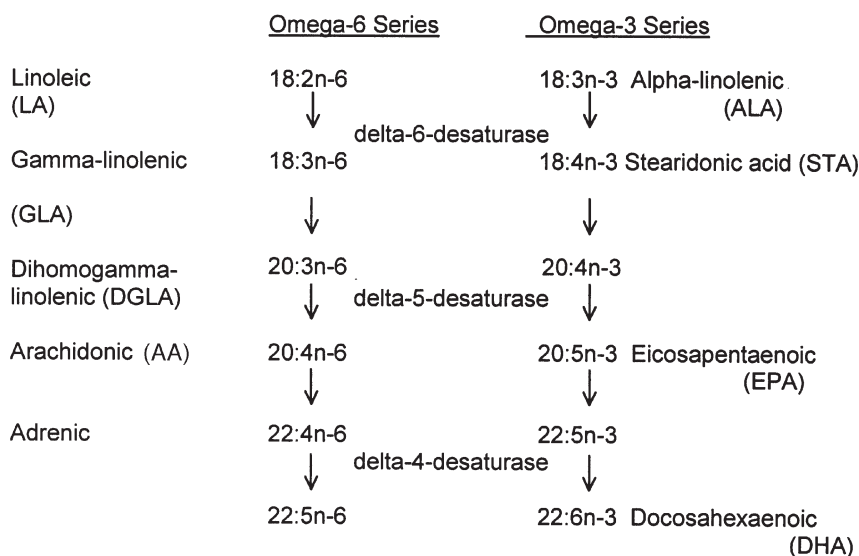 Omega-6 Series Omega-3 Series
Linoleic 18:2n-6 18:3n-3 Alpha-linolenic
(LA) (ALA)
delta-6-desaturase
Gamma-linolenic 18:3n-6 18:4n-3 Stearidonic acid (STA)
(GLA)
Dihomogamma- 20:3n-6 20:4n-3
linolenic (DGLA) delta-5-desaturase
Arachidonic (AA) 20:4n-6 20:5n-3 Eicosapentaenoic
(EPA)
Adrenic 22:4n-6 22:5n-3
delta-4-desaturase
22:5n-6 22:6n-3 Docosahexaenoic
(DHA)